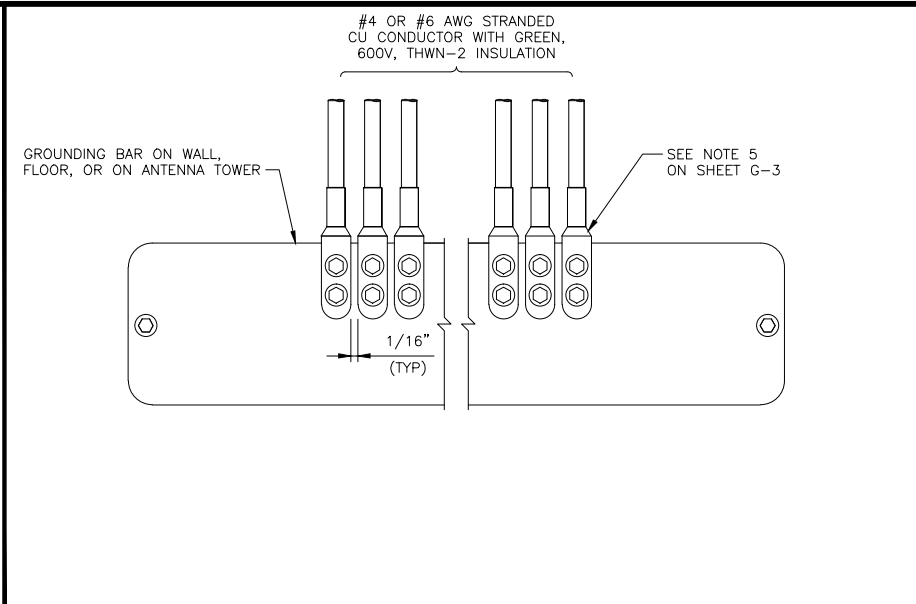 #4 OR #6 AWG STRANDED
CU CONDUCTOR WITH GREEN,
600V, THWN-2 INSULATION
GROUNDING BAR ON WALL,
FLOOR, OR ON ANTENNA TOWER
SEE NOTE 5
ON SHEET G-3
1/16"
(TYP)